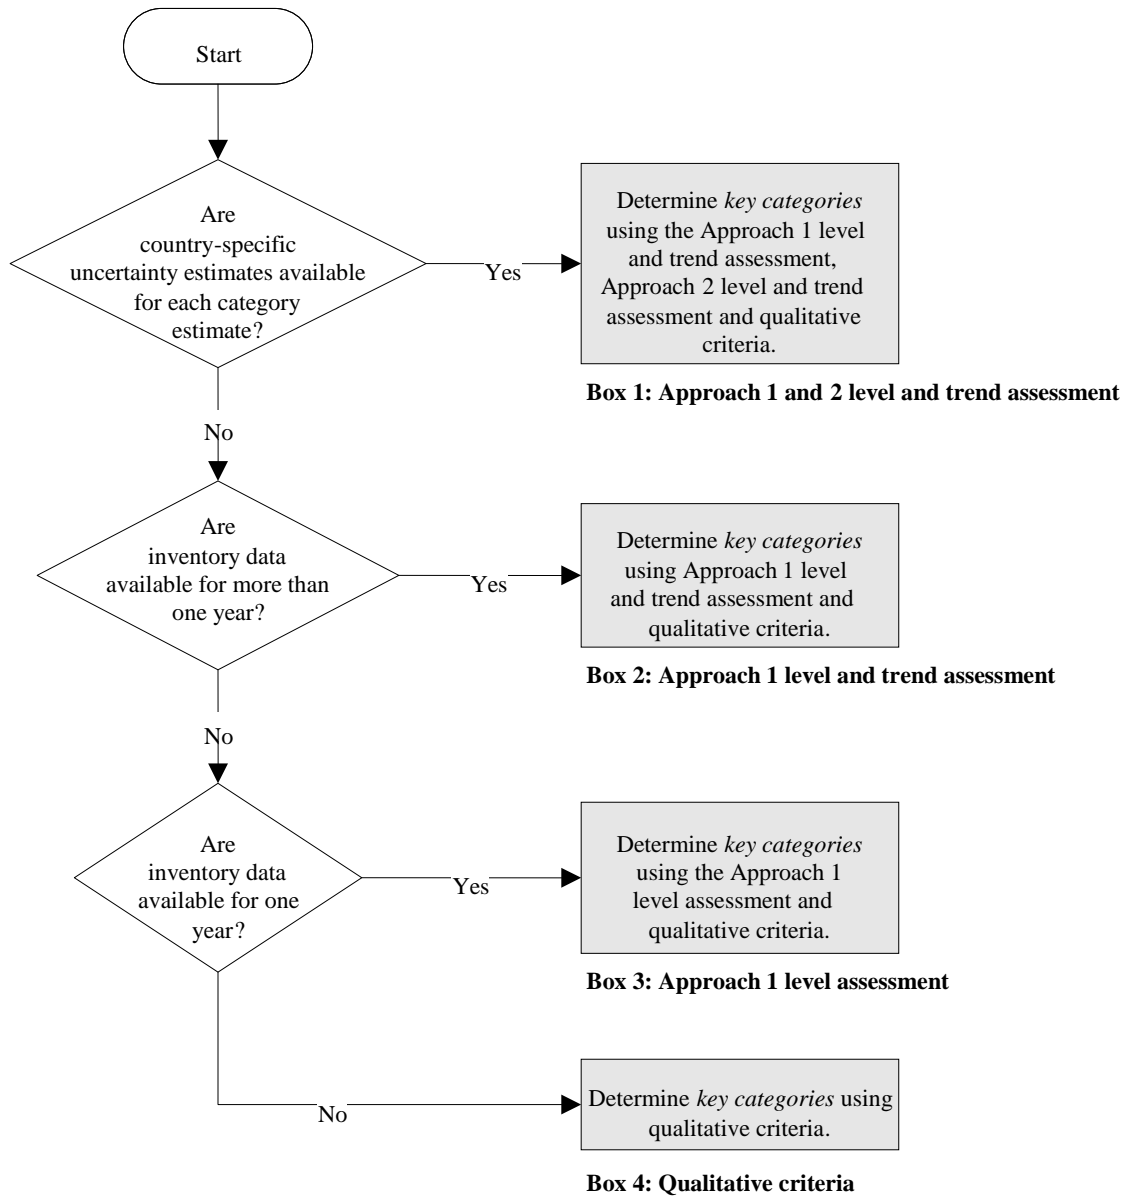 Start
Are
country-specific
uncertainty estimates available
for each category
estimate?
Yes
Determine key categories
using the Approach 1 level
and trend assessment,
Approach 2 level and trend
assessment and qualitative
criteria.
Box 1: Approach 1 and 2 level and trend assessment
No
Are
inventory data
available for more than
one year?
Yes
Determine key categories
using Approach 1 level
and trend assessment and
qualitative criteria.
Box 2: Approach 1 level and trend assessment
No
Are
inventory data
available for one
year?
Yes
Determine key categories
using the Approach 1
level assessment and
qualitative criteria.
Box 3: Approach 1 level assessment
No
Determine key categories using
qualitative criteria.
Box 4: Qualitative criteria